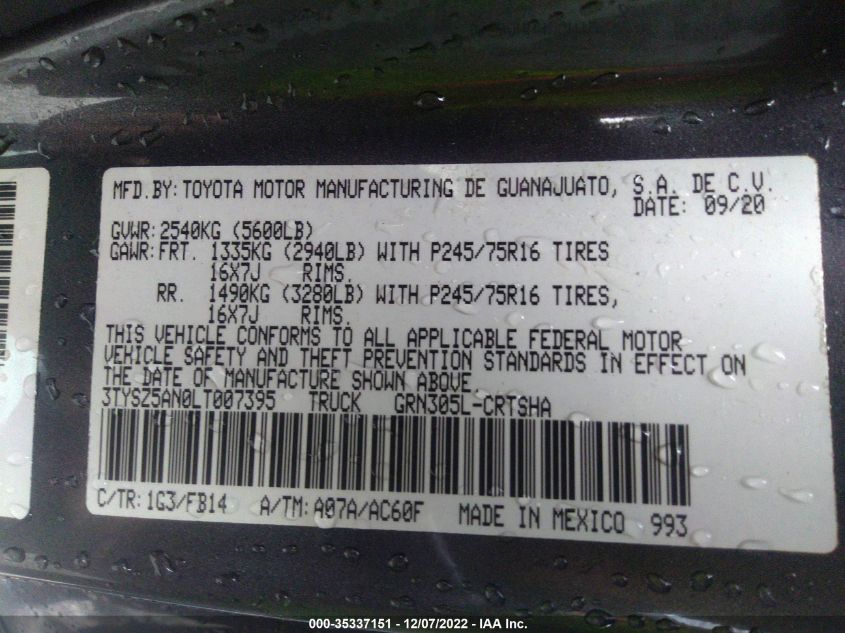 MFD.BY:TOYOTA MOTOR MANUFACTURING DE GUANAJUATO, S.A. DE C.V.
DATE: 09/20
GVWR:2540KG (5600LB)
GAWR:FRT. 1335KG (2940LB) WITH P245/75R16 TIRES
16X7J RIMS.
RR. 1490KG (3280LB) WITH P245/75R16 TIRES,
16X7J RIMS.
THIS VEHICLE CONFORMS TO ALL APPLICABLE FEDERAL MOTOR
VEHICLE SAFETY AND THEFT PREVENTION STANDARDS IN EFFECT ON
THE DATE OF MANUFACTURE SHOWN ABOVE.
3TYSZ5AN0LT007395 TRUCK GRN305L-CRTSHA
C/TR:1G3/FB14 A/TM:A07A/AC60F MADE IN MEXICO 993
000-35337151 - 12/07/2022 - IAA Inc.